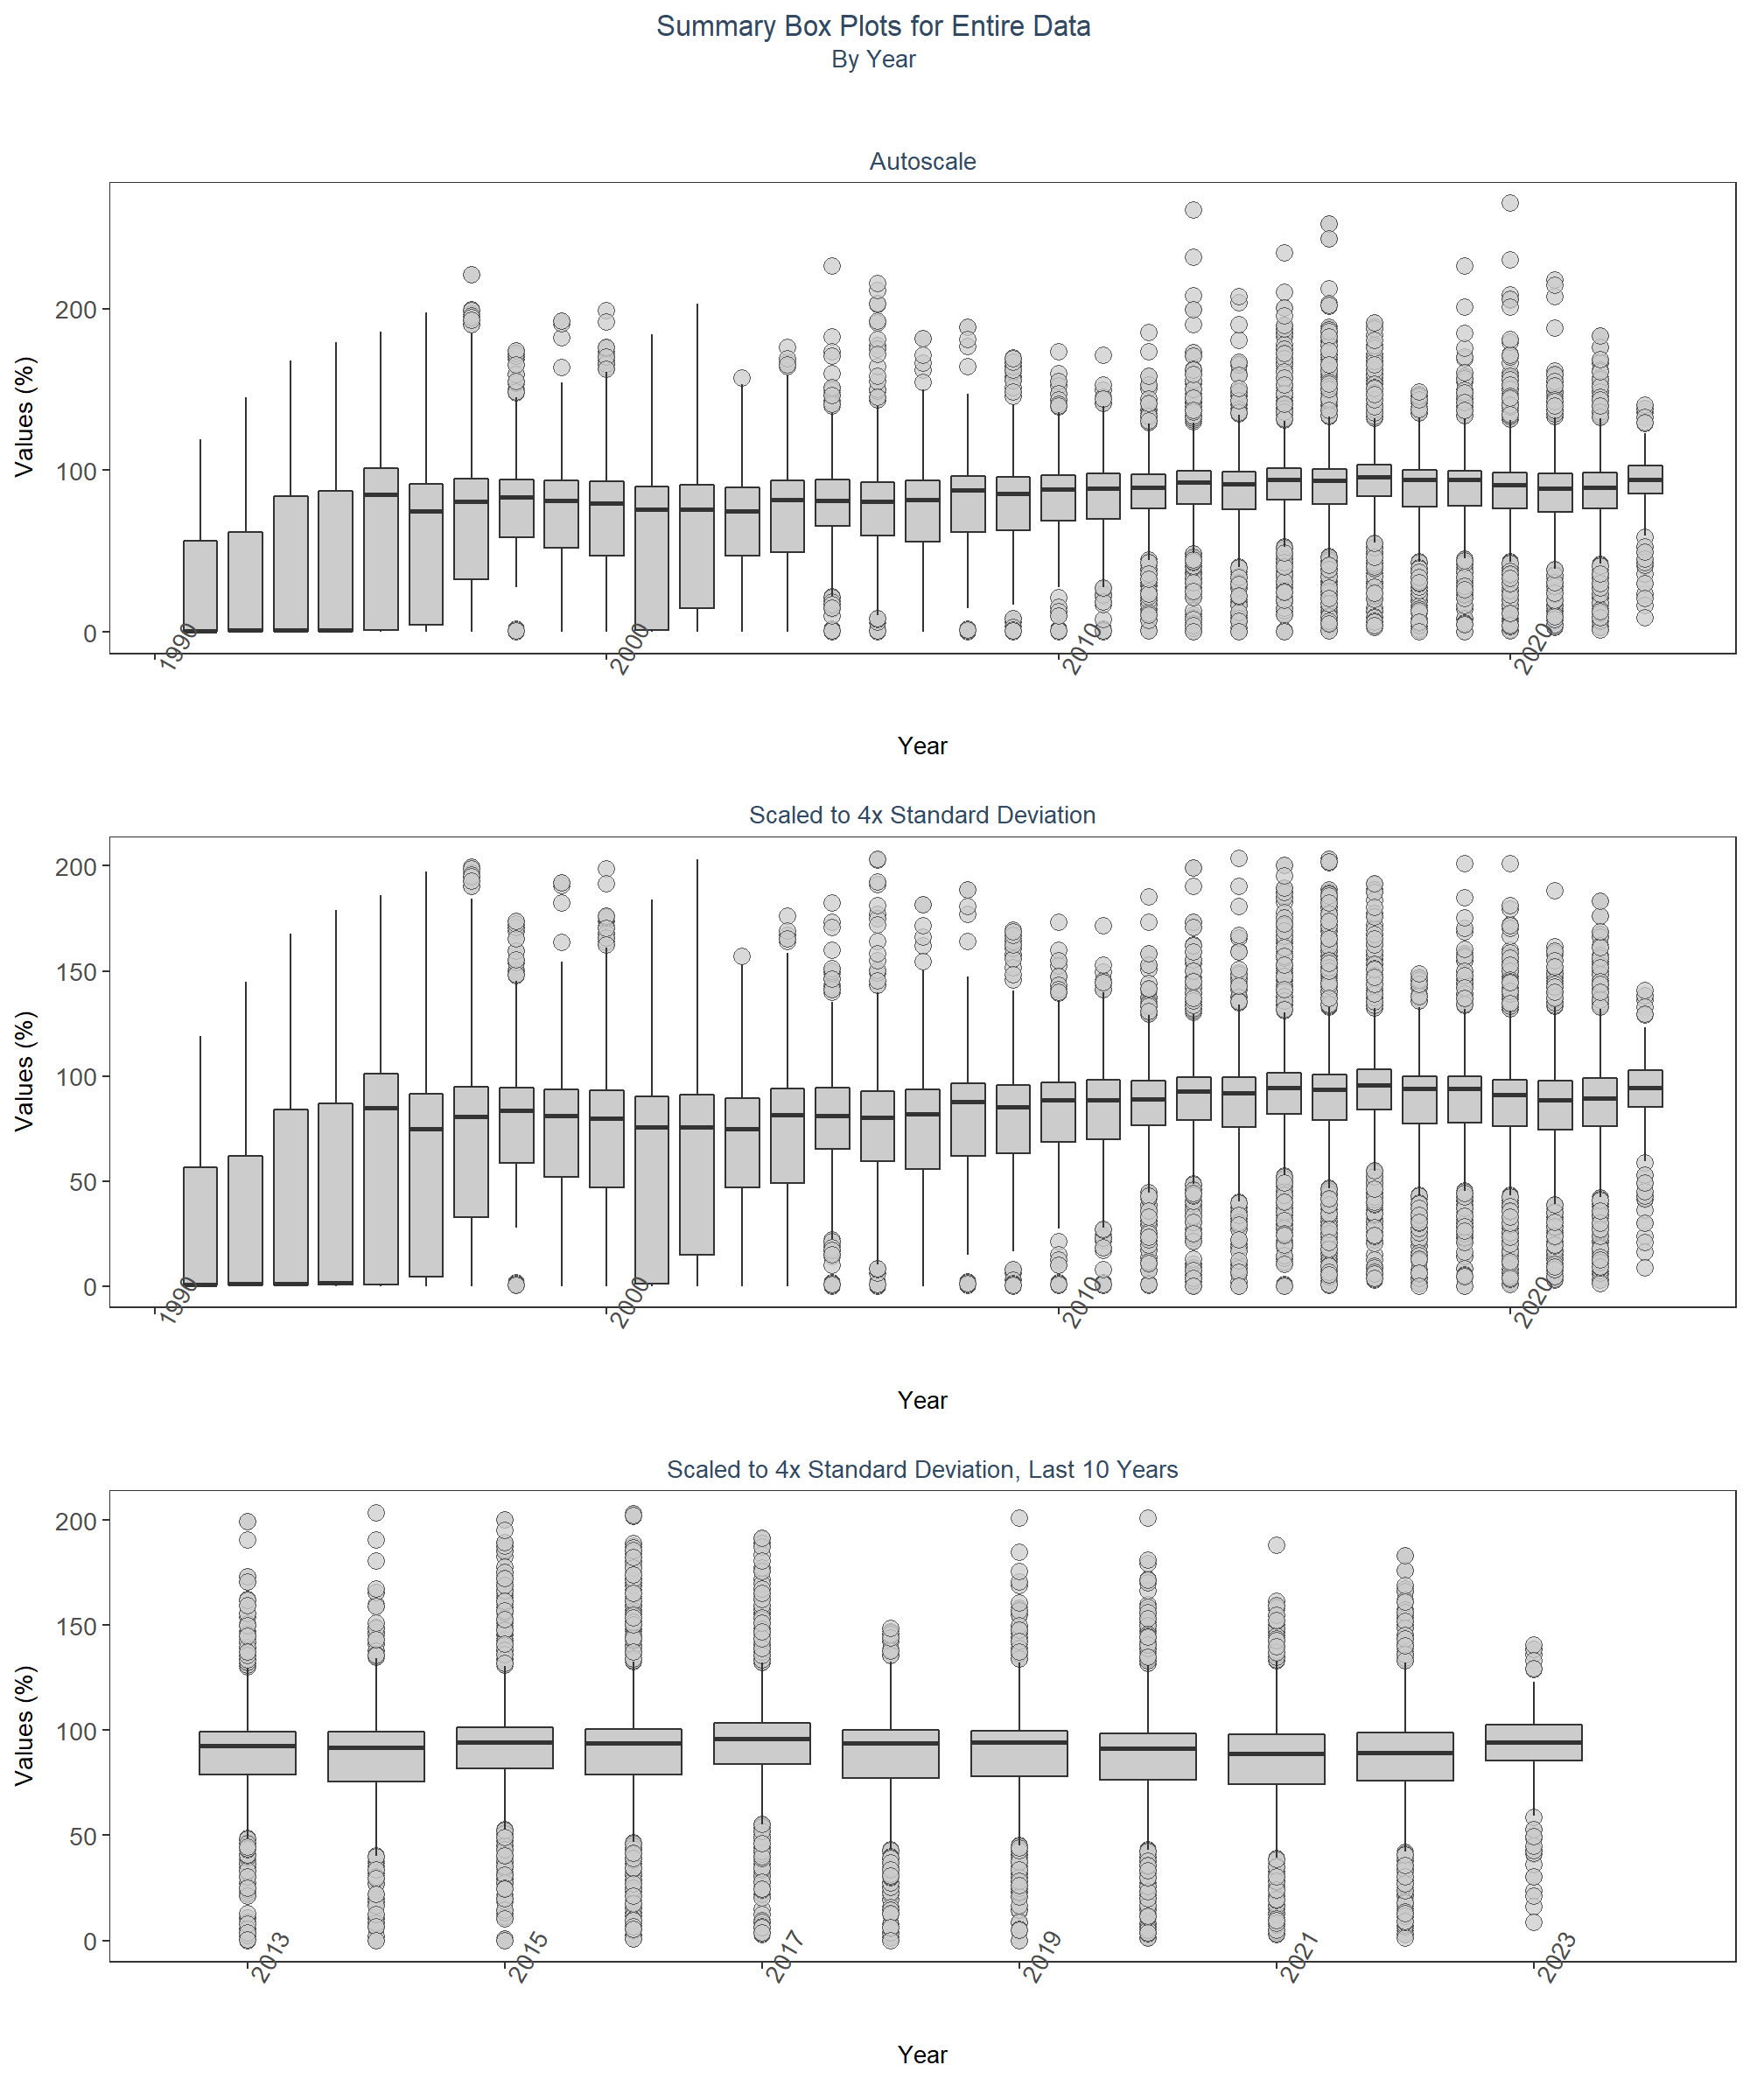 Summary Box Plots for Entire Data
By Year
Autoscale
Values (%)
200
100
0
1990
2000
2010
2020
Year
Scaled to 4x Standard Deviation
Values (%)
200
150
100
50
0
1990
2000
2010
2020
Year
Scaled to 4x Standard Deviation, Last 10 Years
Values (%)
200
150
100
50
0
2013
2015
2017
2019
2021
2023
Year